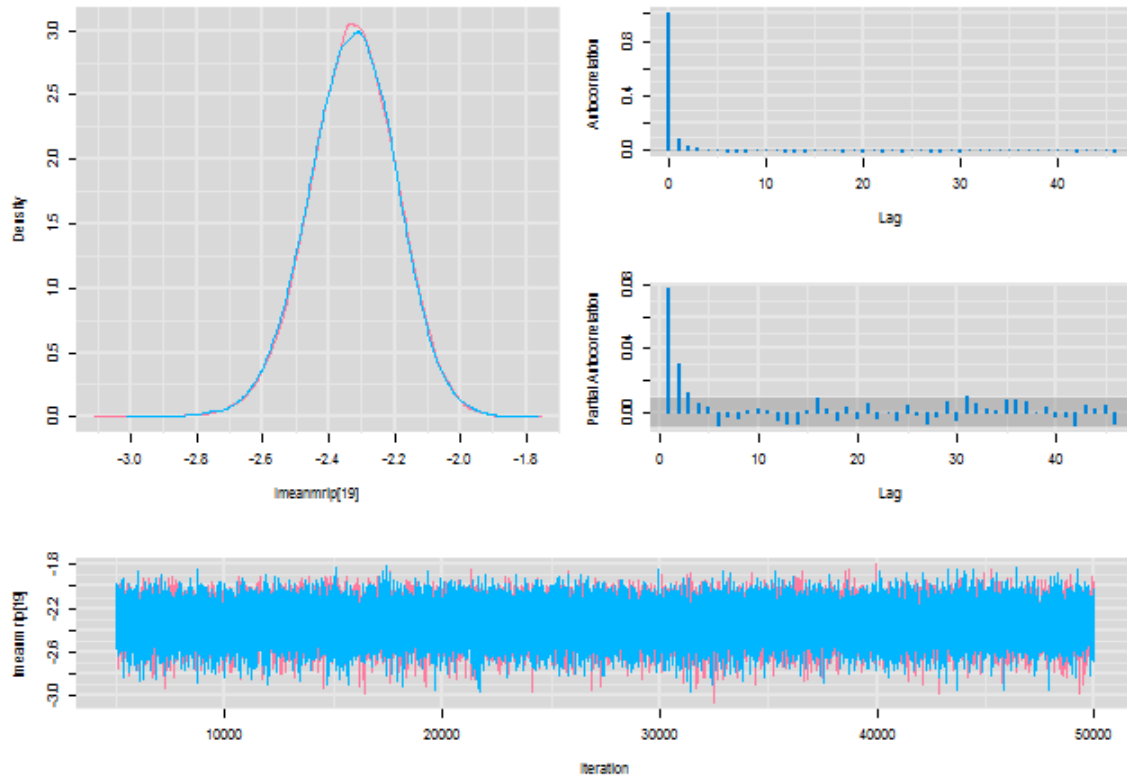 Density
0.0 0.5 1.0 1.5 2.0 2.5 3.0
-3.0 -2.8 -2.6 -2.4 -2.2 -2.0 -1.8
lmeanmrip[19]
Autocorrelation
0.0 0.4 0.8
0 10 20 30 40
Lag
Partial Autocorrelation
0.00 0.04 0.08
0 10 20 30 40
Lag
lmeanmrip[19]
-3.0 -2.6 -2.2 -1.8
10000 20000 30000 40000 50000
Iteration